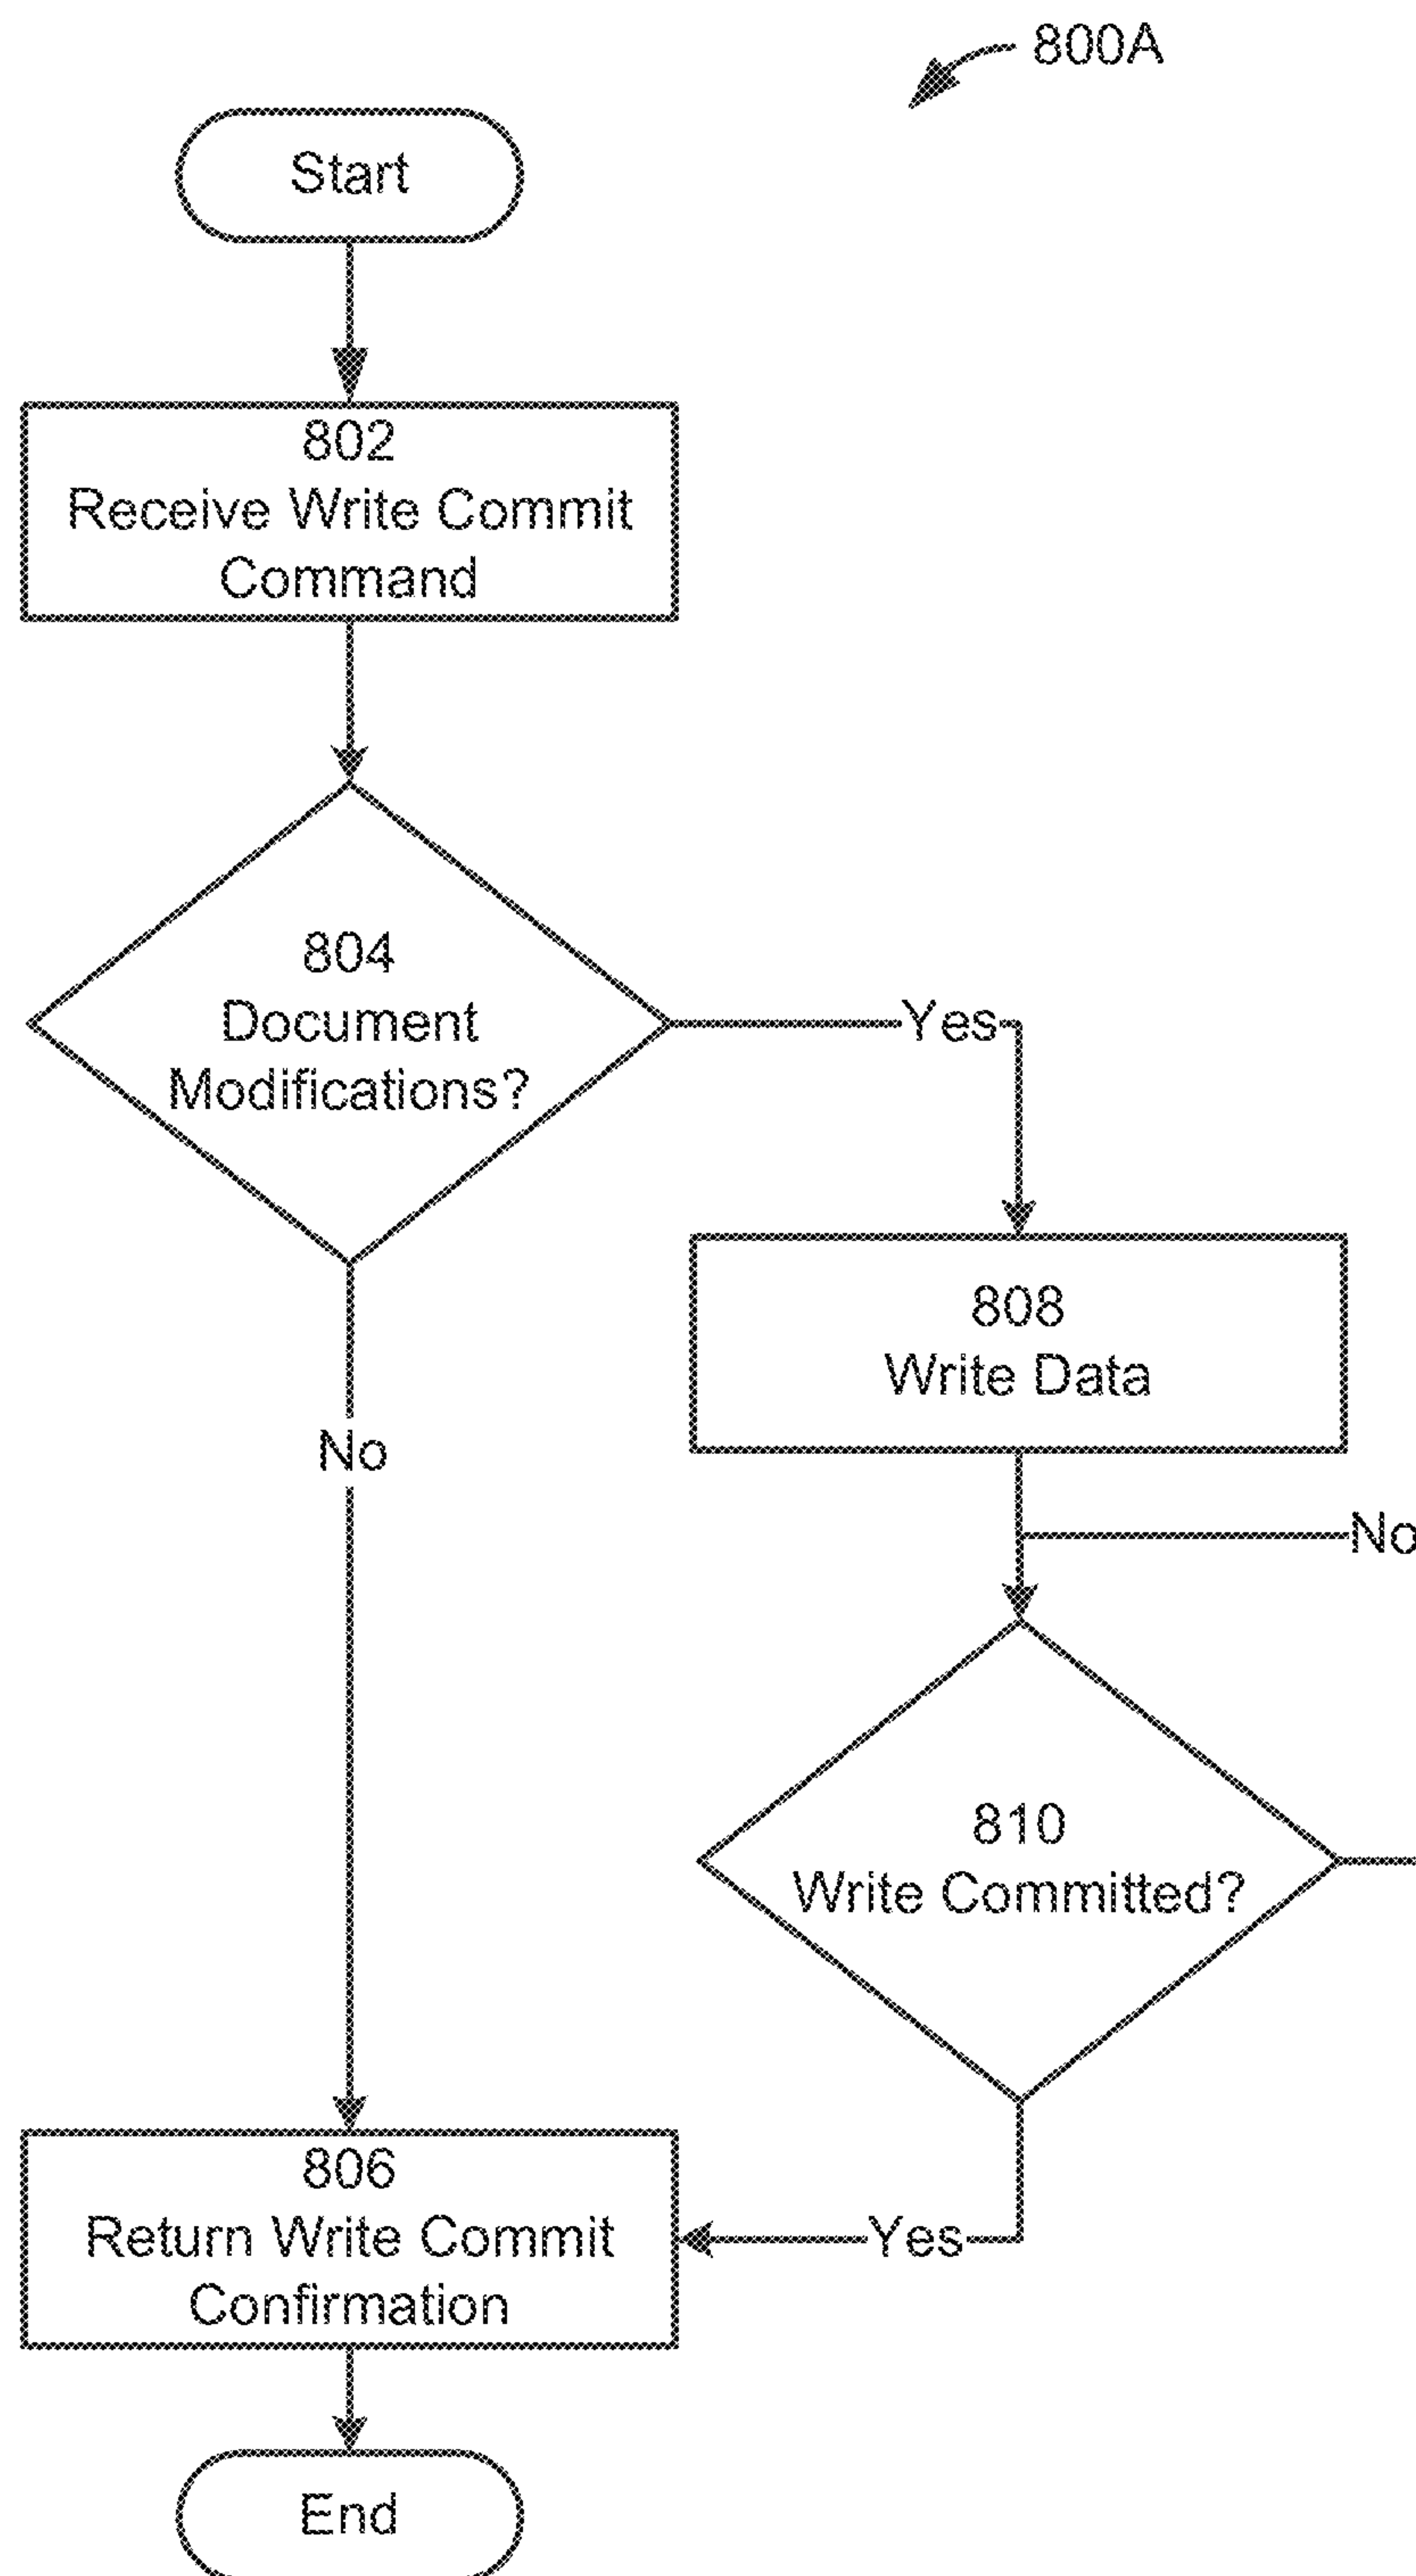 800A
Start
802
Receive Write Commit
Command
804
Document
Modifications?
Yes
808
Write Data
No
No
810
Write Committed?
806
Return Write Commit
Confirmation
Yes
End